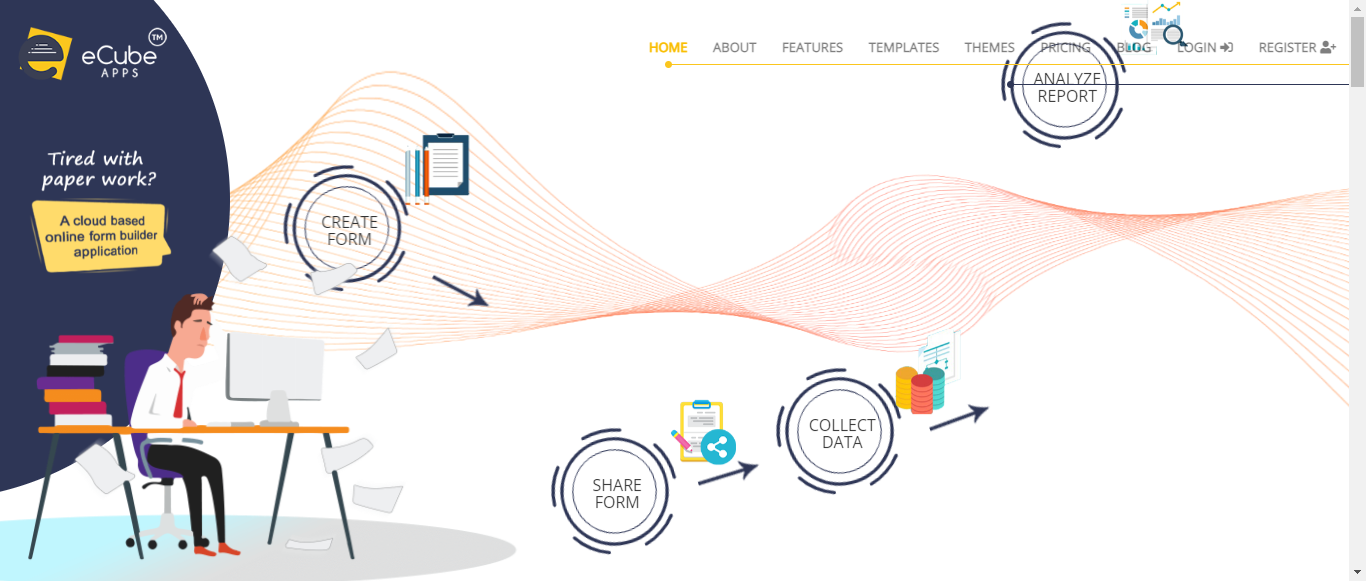 eCube TM
APPS
HOME ABOUT FEATURES TEMPLATES THEMES PRICING BLOG LOGIN REGISTER
ANALYZE
REPORT
Tired with
paper work?
A cloud based
online form builder
application
CREATE
FORM
COLLECT
DATA
SHARE
FORM